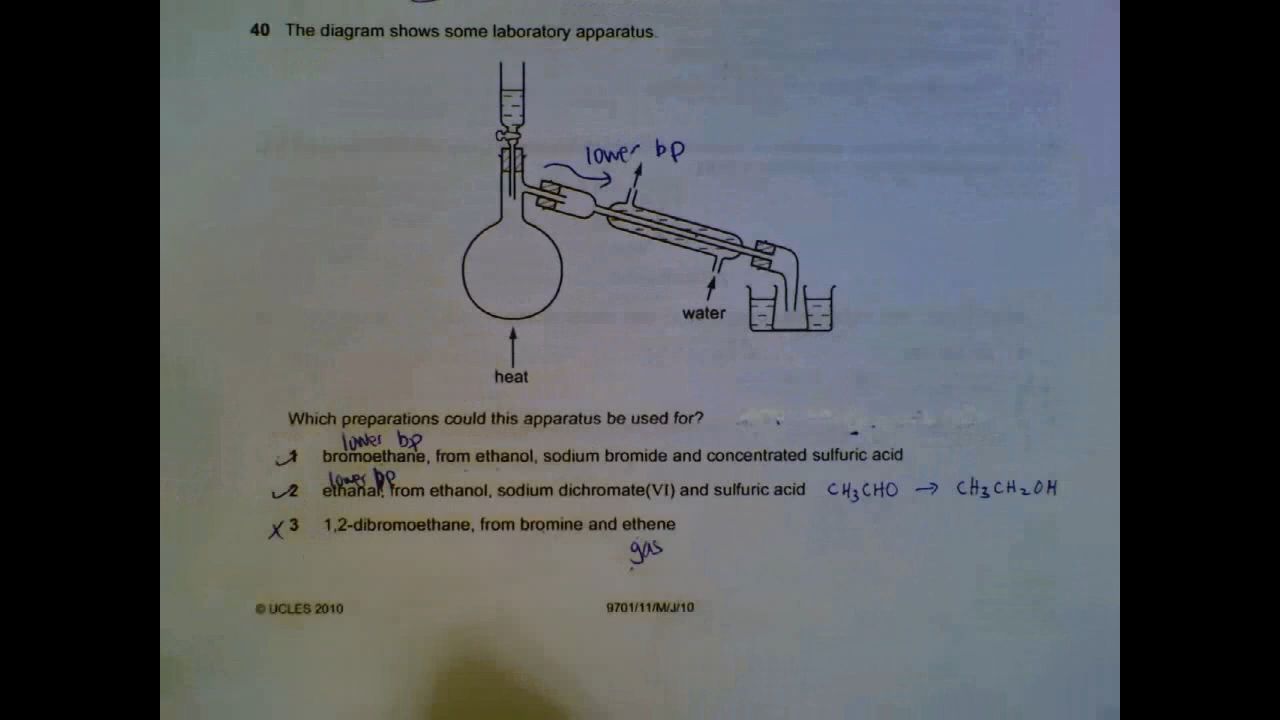 40 The diagram shows some laboratory apparatus.
lower bp
water
heat
Which preparations could this apparatus be used for?
lower bp
1 bromoethane, from ethanol, sodium bromide and concentrated sulfuric acid
lower bp
2 ethanal, from ethanol, sodium dichromate(VI) and sulfuric acid CH3CHO → CH3CH2OH
x 3 1,2-dibromoethane, from bromine and ethene
gas
© UCLES 2010 9701/11/M/J/10